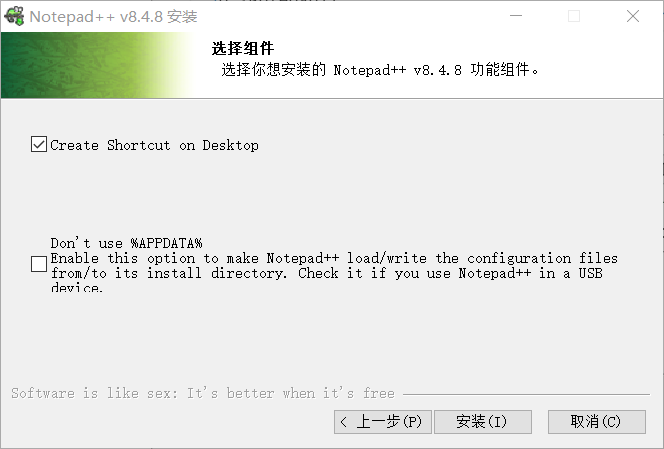 Notepad++ v8.4.8 安装
选择组件
选择你想安装的 Notepad++ v8.4.8 功能组件。
Create Shortcut on Desktop
Don't use %APPDATA%
Enable this option to make Notepad++ load/write the configuration files
from/to its install directory. Check it if you use Notepad++ in a USB
device.
Software is like sex: It's better when it's free
< 上一步(P)
安装(I)
取消(C)